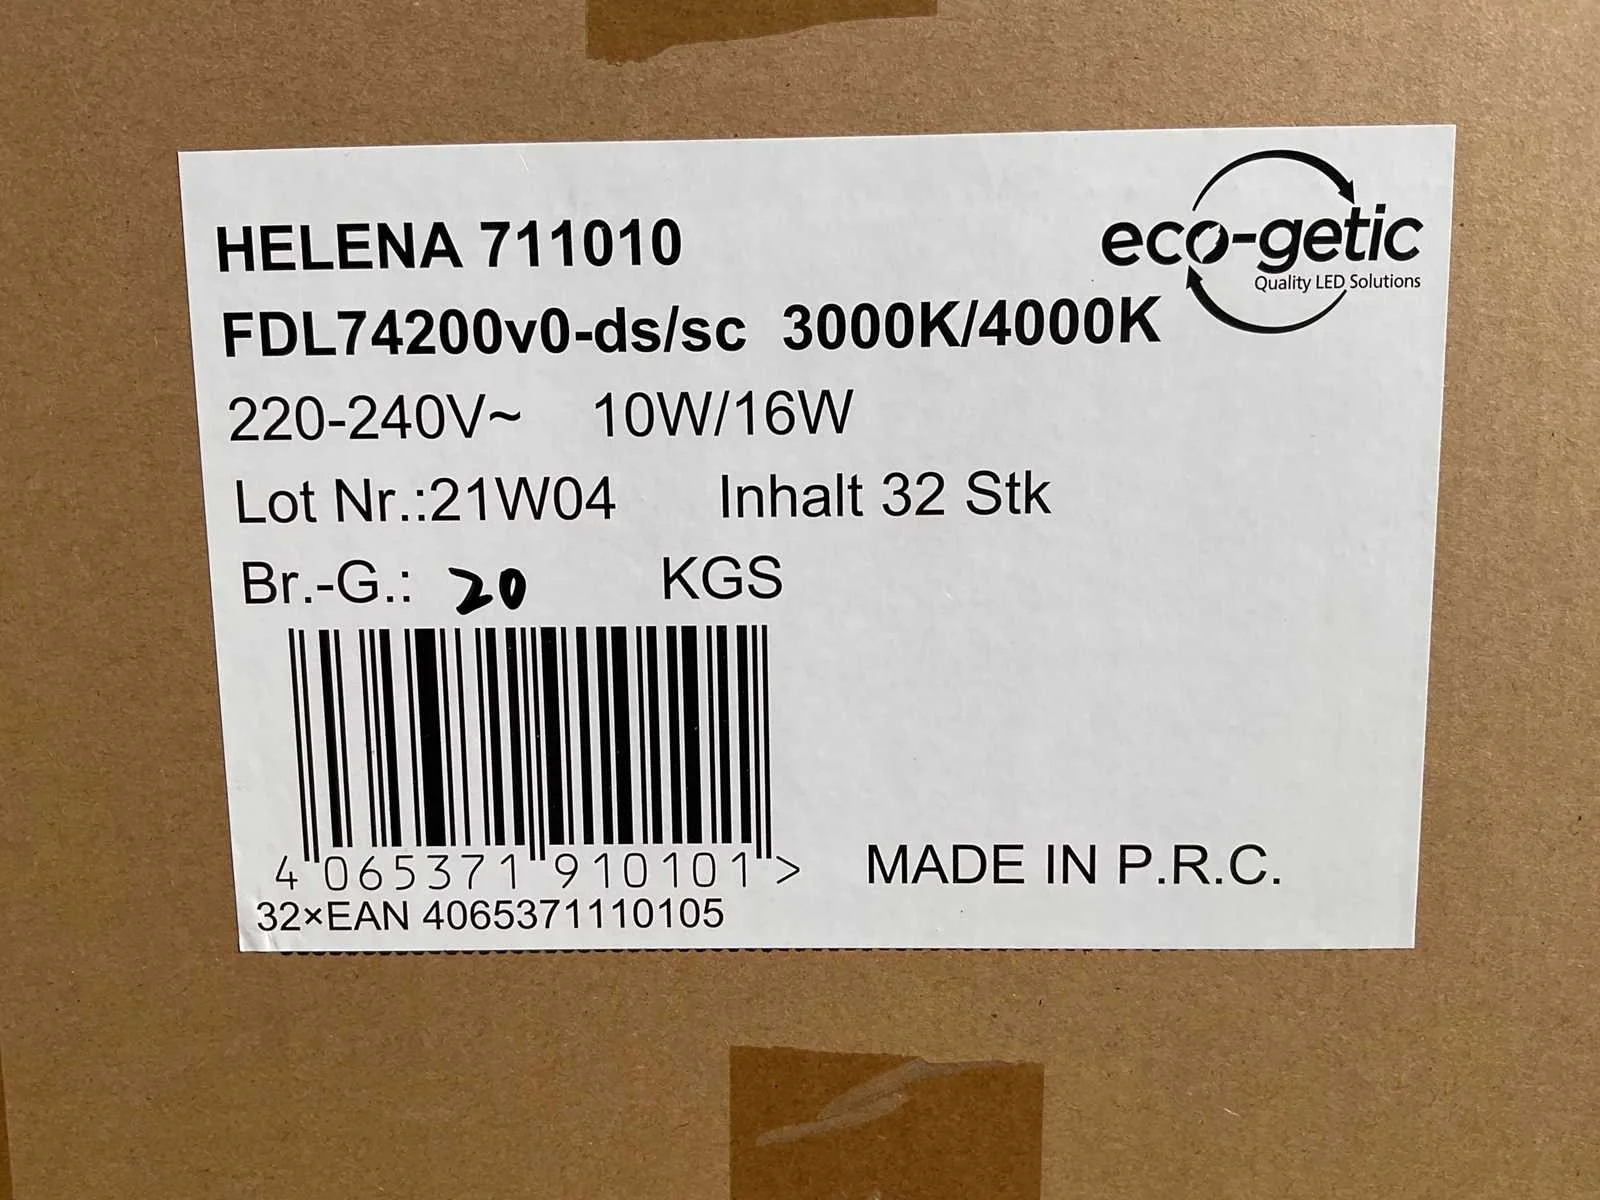 HELENA 711010
eco-getic
Quality LED Solutions
FDL74200v0-ds/sc 3000K/4000K
220-240V~ 10W/16W
Lot Nr.:21W04 Inhalt 32 Stk
Br.-G.: 20 KGS
4 065371 910101 >
MADE IN P.R.C.
32×EAN 4065371110105